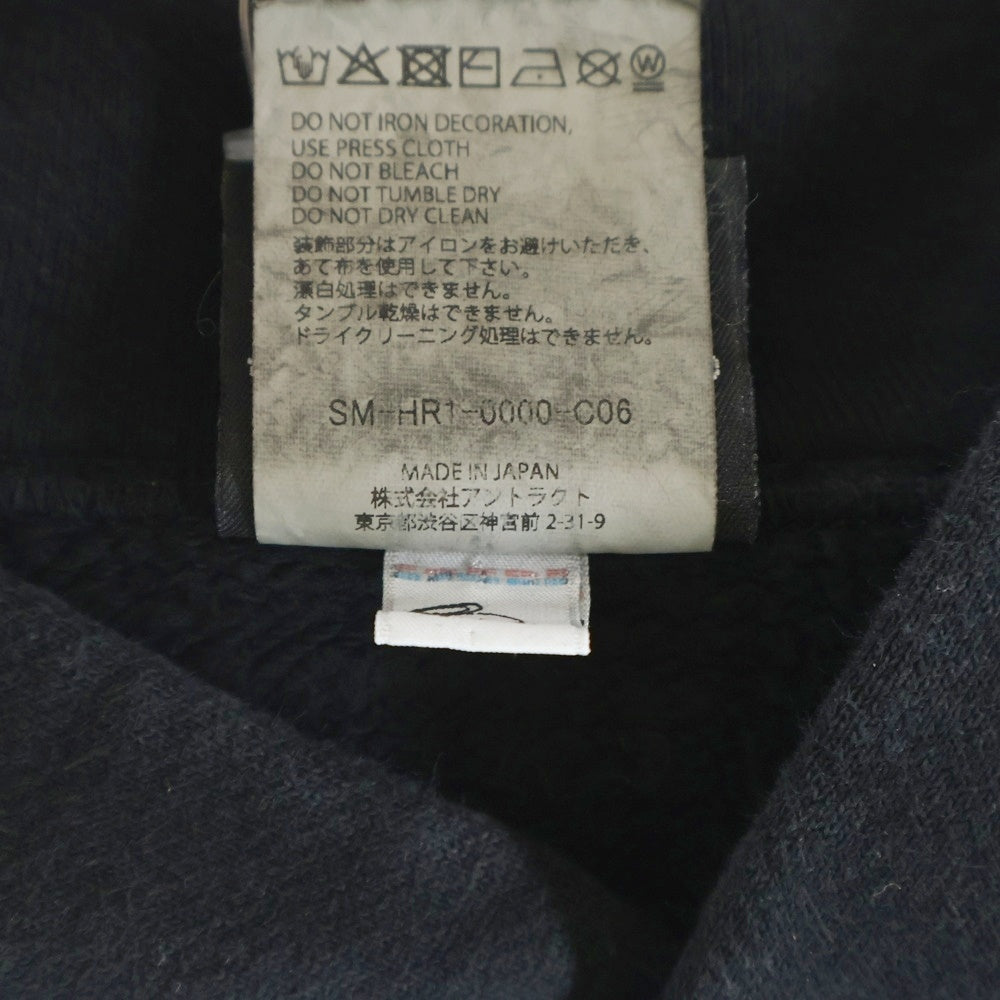 W
DO NOT IRON DECORATION,
USE PRESS CLOTH
DO NOT BLEACH
DO NOT TUMBLE DRY
DO NOT DRY CLEAN
装飾部分はアイロンをお避けいただき、
あて布を使用して下さい。
漂白処理はできません。
タンブル乾燥はできません。
ドライクリーニング処理はできません。
SM-HR1-0000-C06
MADE IN JAPAN
株式会社アントラクト
東京都渋谷区神宮前 2-31-9